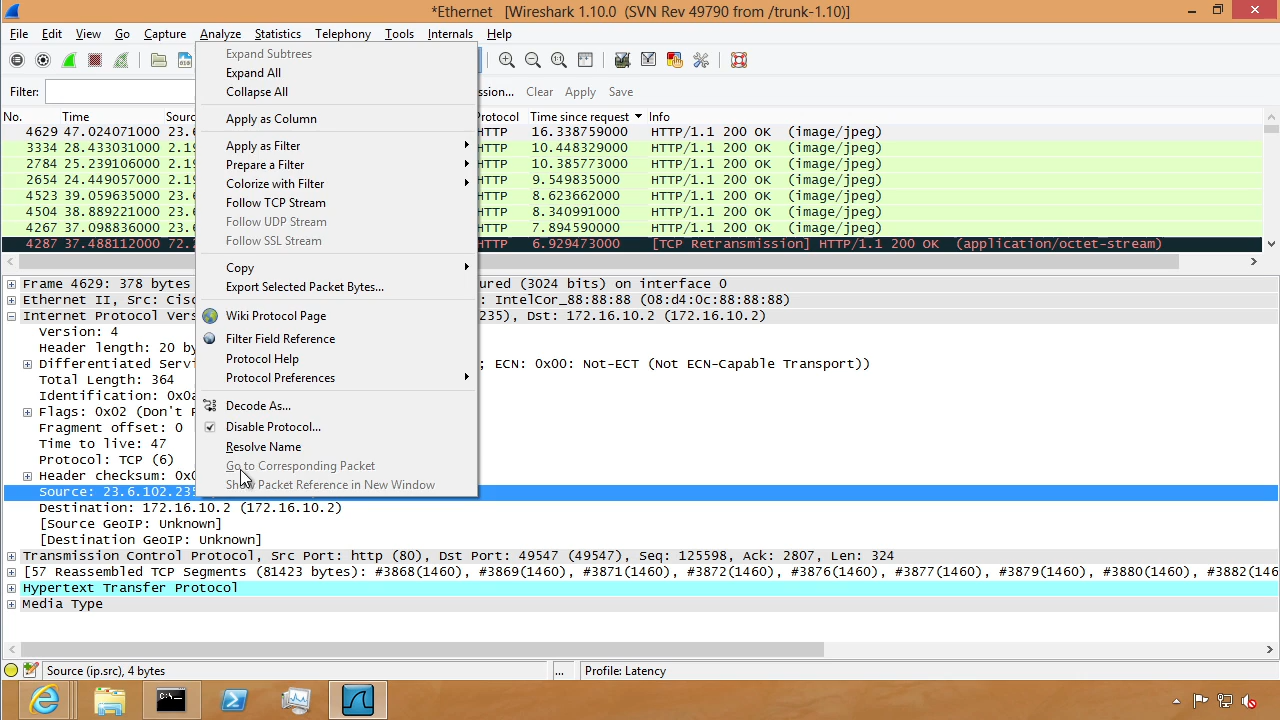 *Ethernet [Wireshark 1.10.0 (SVN Rev 49790 from /trunk-1.10)]
File Edit View Go Capture Analyze Statistics Telephony Tools Internals Help
Filter: ssion... Clear Apply Save
No. Time Sourc rotocol Time since request Info
4629 47.024071000 23.6 HTTP 16.338759000 HTTP/1.1 200 OK (image/jpeg)
3334 28.433031000 2.19 HTTP 10.448329000 HTTP/1.1 200 OK (image/jpeg)
2784 25.239106000 2.19 HTTP 10.385773000 HTTP/1.1 200 OK (image/jpeg)
2654 24.449057000 2.19 HTTP 9.549835000 HTTP/1.1 200 OK (image/jpeg)
4523 39.059635000 23.6 HTTP 8.623662000 HTTP/1.1 200 OK (image/jpeg)
4504 38.889221000 23.6 HTTP 8.340991000 HTTP/1.1 200 OK (image/jpeg)
4267 37.098836000 23.6 HTTP 7.894590000 HTTP/1.1 200 OK (image/jpeg)
4287 37.488112000 72.2 HTTP 6.929473000 [TCP Retransmission] HTTP/1.1 200 OK (application/octet-stream)
Expand Subtrees
Expand All
Collapse All
Apply as Column
Apply as Filter
Prepare a Filter
Colorize with Filter
Follow TCP Stream
Follow UDP Stream
Follow SSL Stream
Copy
Export Selected Packet Bytes...
Wiki Protocol Page
Filter Field Reference
Protocol Help
Protocol Preferences
Decode As...
Disable Protocol...
Resolve Name
Go to Corresponding Packet
Show Packet Reference in New Window
Frame 4629: 378 bytes ured (3024 bits) on interface 0
Ethernet II, Src: Cisc : IntelCor_88:88:88 (08:d4:0c:88:88:88)
Internet Protocol Vers 235), Dst: 172.16.10.2 (172.16.10.2)
Version: 4
Header length: 20 by
Differentiated Servi ; ECN: 0x00: Not-ECT (Not ECN-Capable Transport))
Total Length: 364
Identification: 0x0a
Flags: 0x02 (Don't F
Fragment offset: 0
Time to live: 47
Protocol: TCP (6)
Header checksum: 0x0
Source: 23.6.102.235
Destination: 172.16.10.2 (172.16.10.2)
[Source GeoIP: Unknown]
[Destination GeoIP: Unknown]
Transmission Control Protocol, Src Port: http (80), Dst Port: 49547 (49547), Seq: 125598, Ack: 2807, Len: 324
[57 Reassembled TCP Segments (81423 bytes): #3868(1460), #3869(1460), #3871(1460), #3872(1460), #3876(1460), #3877(1460), #3879(1460), #3880(1460), #3882(146
Hypertext Transfer Protocol
Media Type
Source (ip.src), 4 bytes ... Profile: Latency
C:\_